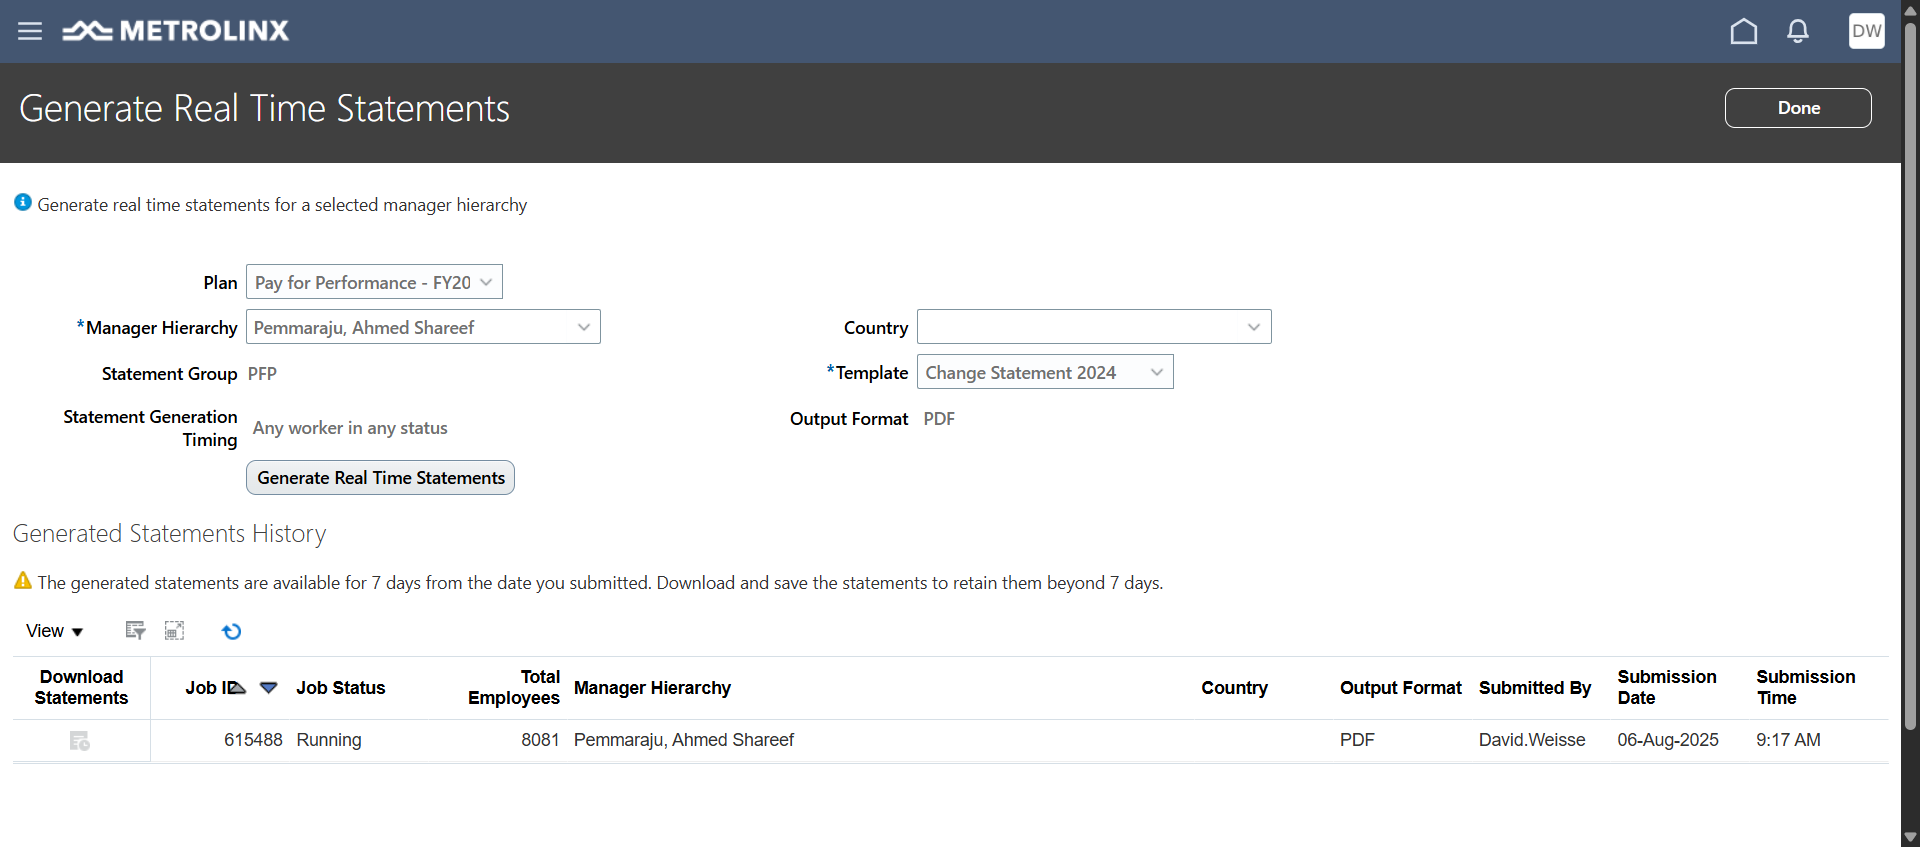 METROLINX
DW
Generate Real Time Statements
Done
Generate real time statements for a selected manager hierarchy
Plan Pay for Performance - FY20
*Manager Hierarchy Pemmaraju, Ahmed Shareef
Country
Statement Group PFP
*Template Change Statement 2024
Statement Generation Timing Any worker in any status
Output Format PDF
Generate Real Time Statements
Generated Statements History
The generated statements are available for 7 days from the date you submitted. Download and save the statements to retain them beyond 7 days.
View
Download Statements Job ID Job Status Total Employees Manager Hierarchy Country Output Format Submitted By Submission Date Submission Time
615488 Running 8081 Pemmaraju, Ahmed Shareef PDF David.Weisse 06-Aug-2025 9:17 AM